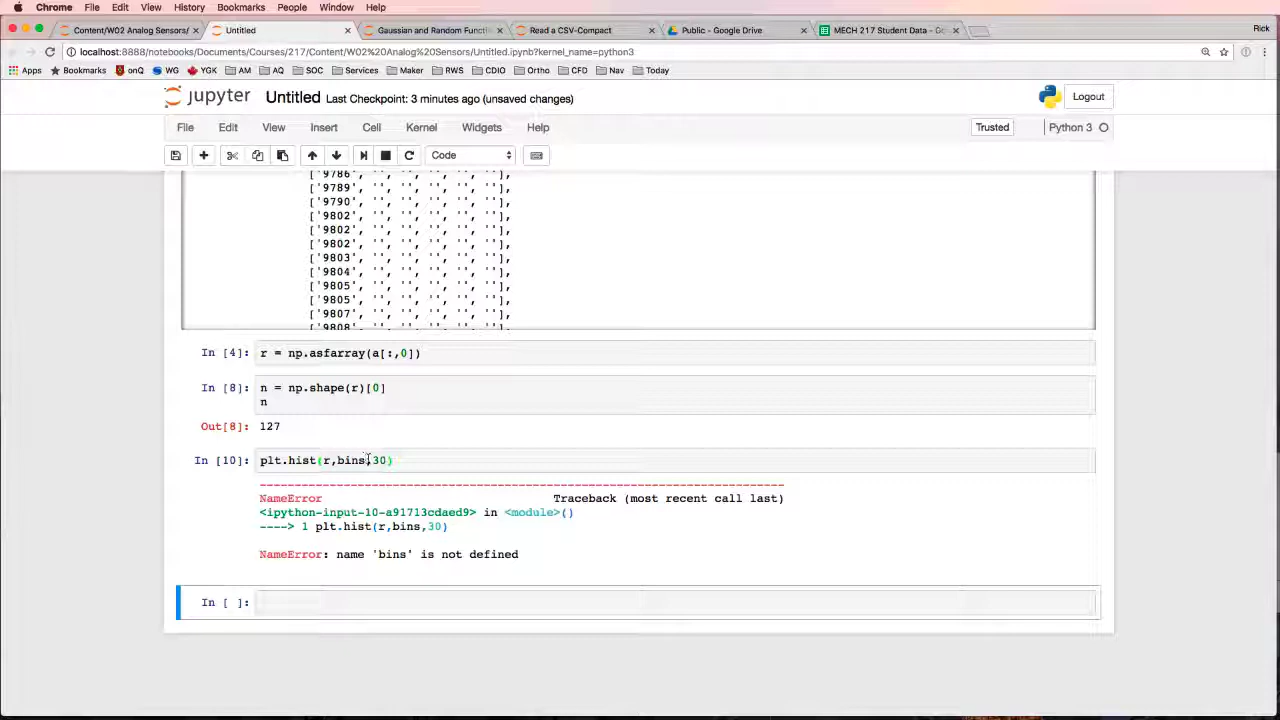 Chrome File Edit View History Bookmarks People Window Help
Content/W02 Analog Sensors/ Untitled Gaussian and Random Functi Read a CSV-Compact Public - Google Drive MECH 217 Student Data - Go Rick
localhost:8888/notebooks/Documents/Courses/217/Content/W02%20Analog%20Sensors/Untitled.ipynb?kernel_name=python3
Apps Bookmarks onQ WG YGK AM AQ SOC Services Maker RWS CDIO Ortho CFD Nav Today
jupyter Untitled Last Checkpoint: 3 minutes ago (unsaved changes) Logout
File Edit View Insert Cell Kernel Widgets Help Trusted Python 3
Code
['9786', '', '', '', '', ''],
['9789', '', '', '', '', ''],
['9790', '', '', '', '', ''],
['9802', '', '', '', '', ''],
['9802', '', '', '', '', ''],
['9802', '', '', '', '', ''],
['9803', '', '', '', '', ''],
['9804', '', '', '', '', ''],
['9805', '', '', '', '', ''],
['9805', '', '', '', '', ''],
['9807', '', '', '', '', ''],
['9808', '', '', '', '', ''],
In [4]: r = np.asfarray(a[:,0])
In [8]: n = np.shape(r)[0]
n
Out[8]: 127
In [10]: plt.hist(r,bins,30)
---------------------------------------------------------------------------
NameError Traceback (most recent call last)
<ipython-input-10-a91713cdaed9> in <module>()
----> 1 plt.hist(r,bins,30)
NameError: name 'bins' is not defined
In [ ]: